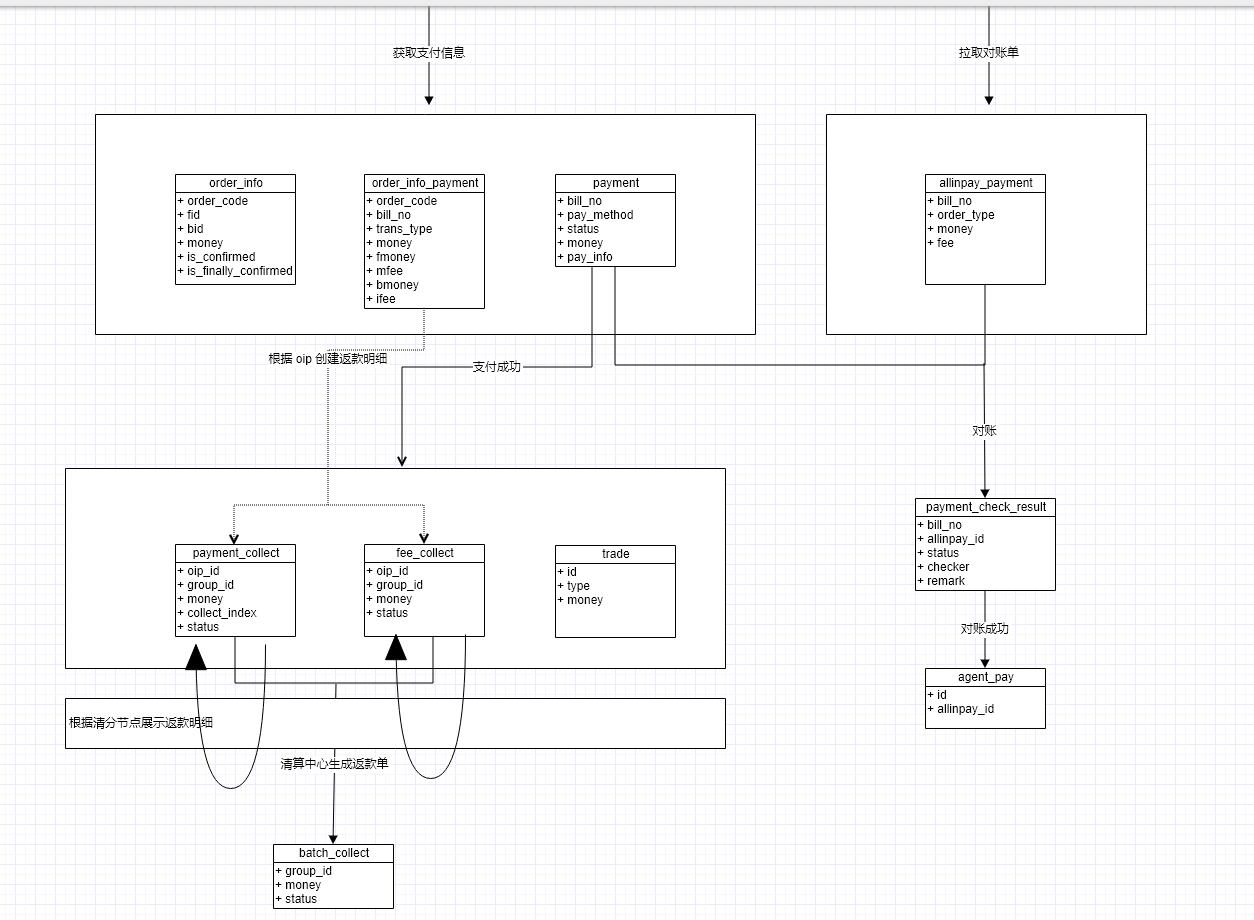 获取支付信息
拉取对账单
order_info
+ order_code
+ fid
+ bid
+ money
+ is_confirmed
+ is_finally_confirmed
order_info_payment
+ order_code
+ bill_no
+ trans_type
+ money
+ fmoney
+ mfee
+ bmoney
+ ifee
payment
+ bill_no
+ pay_method
+ status
+ money
+ pay_info
allinpay_payment
+ bill_no
+ order_type
+ money
+ fee
根据 oip 创建返款明细
支付成功
对账
payment_collect
+ oip_id
+ group_id
+ money
+ collect_index
+ status
fee_collect
+ oip_id
+ group_id
+ money
+ status
trade
+ id
+ type
+ money
payment_check_result
+ bill_no
+ allinpay_id
+ status
+ checker
+ remark
对账成功
agent_pay
+ id
+ allinpay_id
根据清分节点展示返款明细
清算中心生成返款单
batch_collect
+ group_id
+ money
+ status